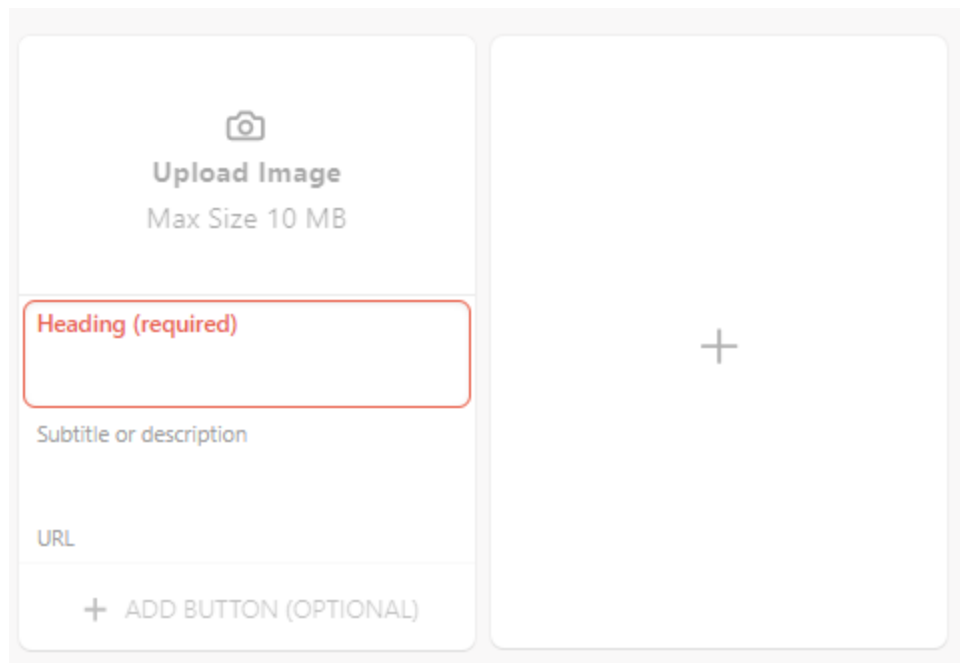 Upload Image
Max Size 10 MB
Heading (required)
Subtitle or description
URL
ADD BUTTON (OPTIONAL)